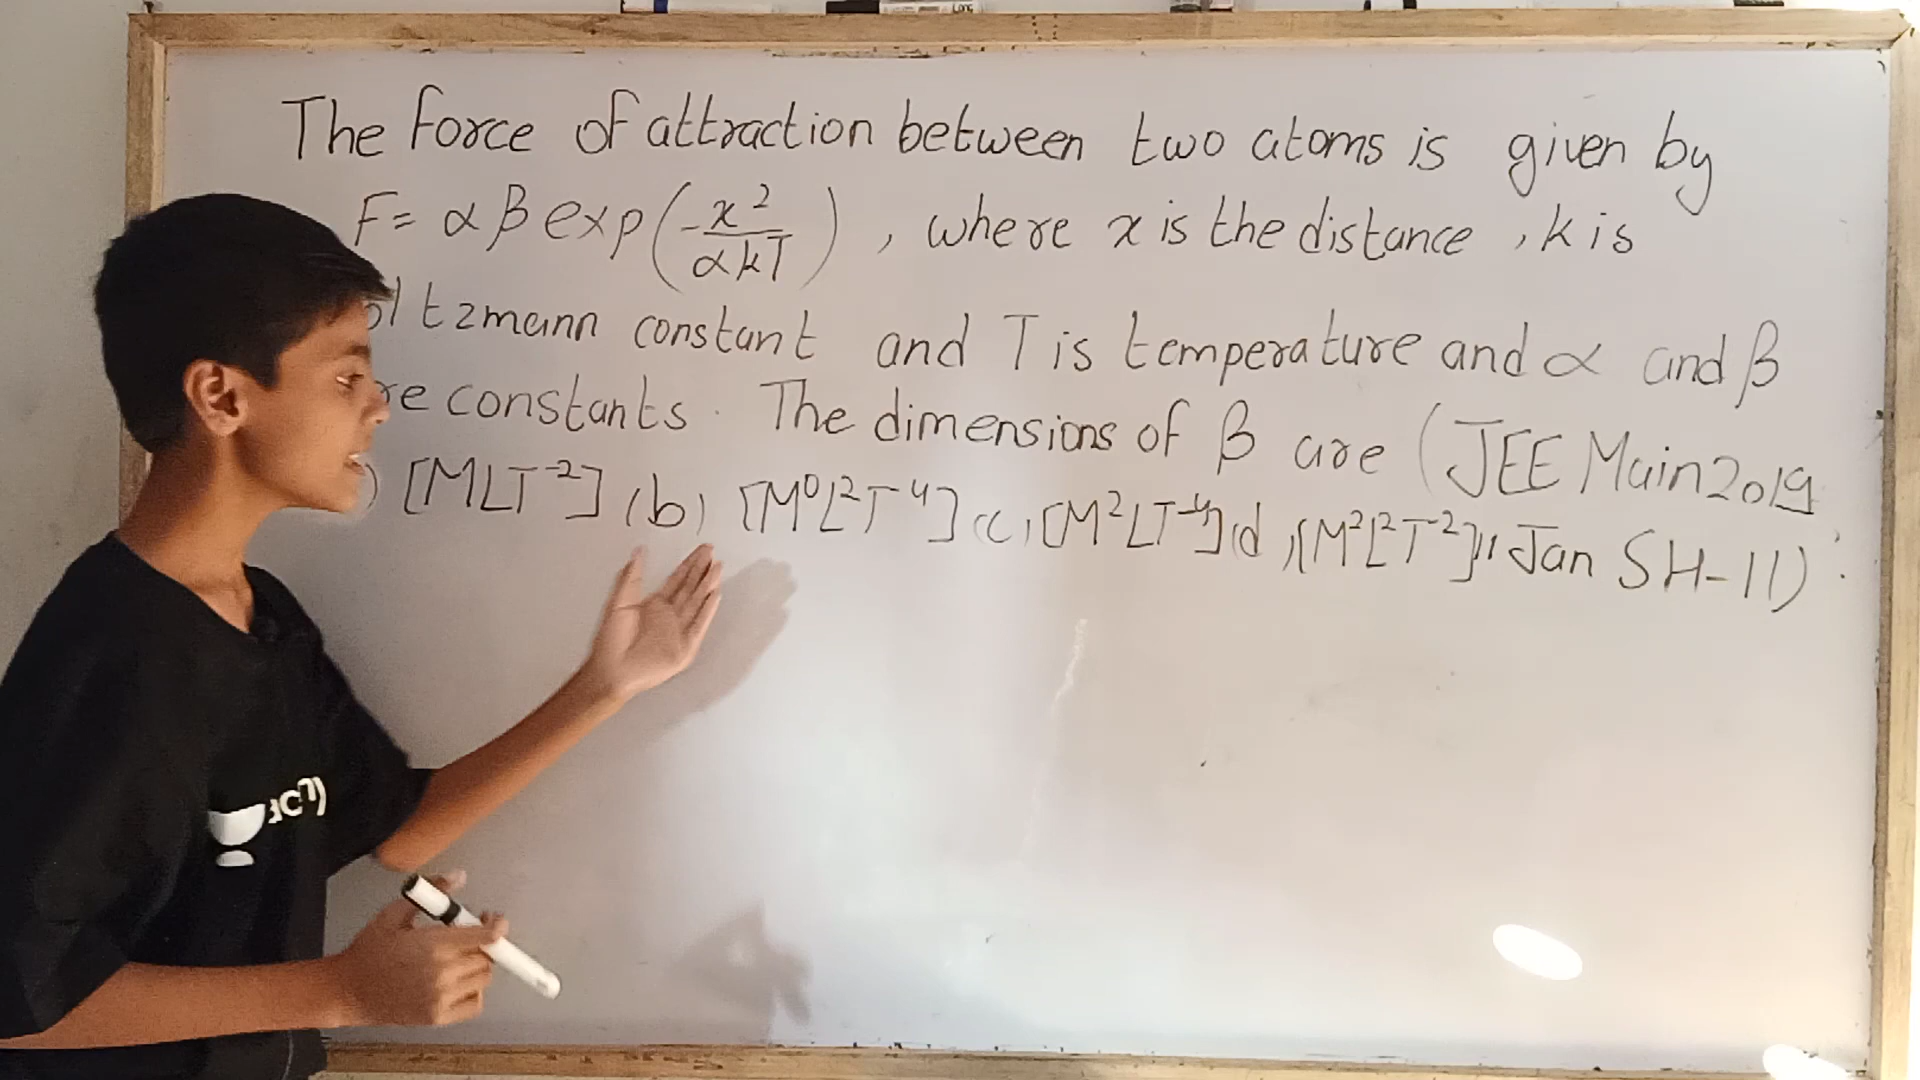 The force of attraction between two atoms is given by
F= αβ exp(-x²/αkT), where x is the distance, k is
ltzmann constant and T is temperature and α and β
re constants. The dimensions of β are (JEE Main 2019
) [MLT⁻²] (b) [M⁰L²T⁻⁴] (c) [M²LT⁻⁴] (d) [M²L²T⁻²] 11 Jan SH-II)